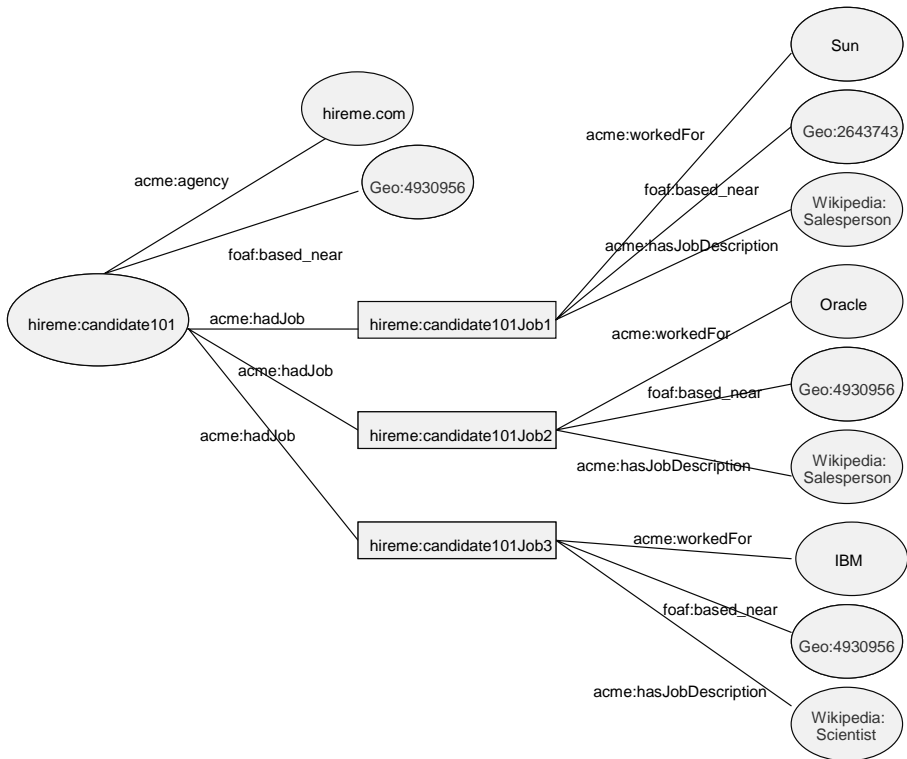 Sun
hireme.com
Geo:2643743
acme:workedFor
acme:agency
Geo:4930956
foaf:based_near
Wikipedia:
Salesperson
foaf:based_near
acme:hasJobDescription
hireme:candidate101
acme:hadJob
hireme:candidate101Job1
Oracle
acme:workedFor
acme:hadJob
foaf:based_near
Geo:4930956
acme:hadJob
hireme:candidate101Job2
acme:hasJobDescription
Wikipedia:
Salesperson
hireme:candidate101Job3
acme:workedFor
IBM
foaf:based_near
Geo:4930956
acme:hasJobDescription
Wikipedia:
Scientist